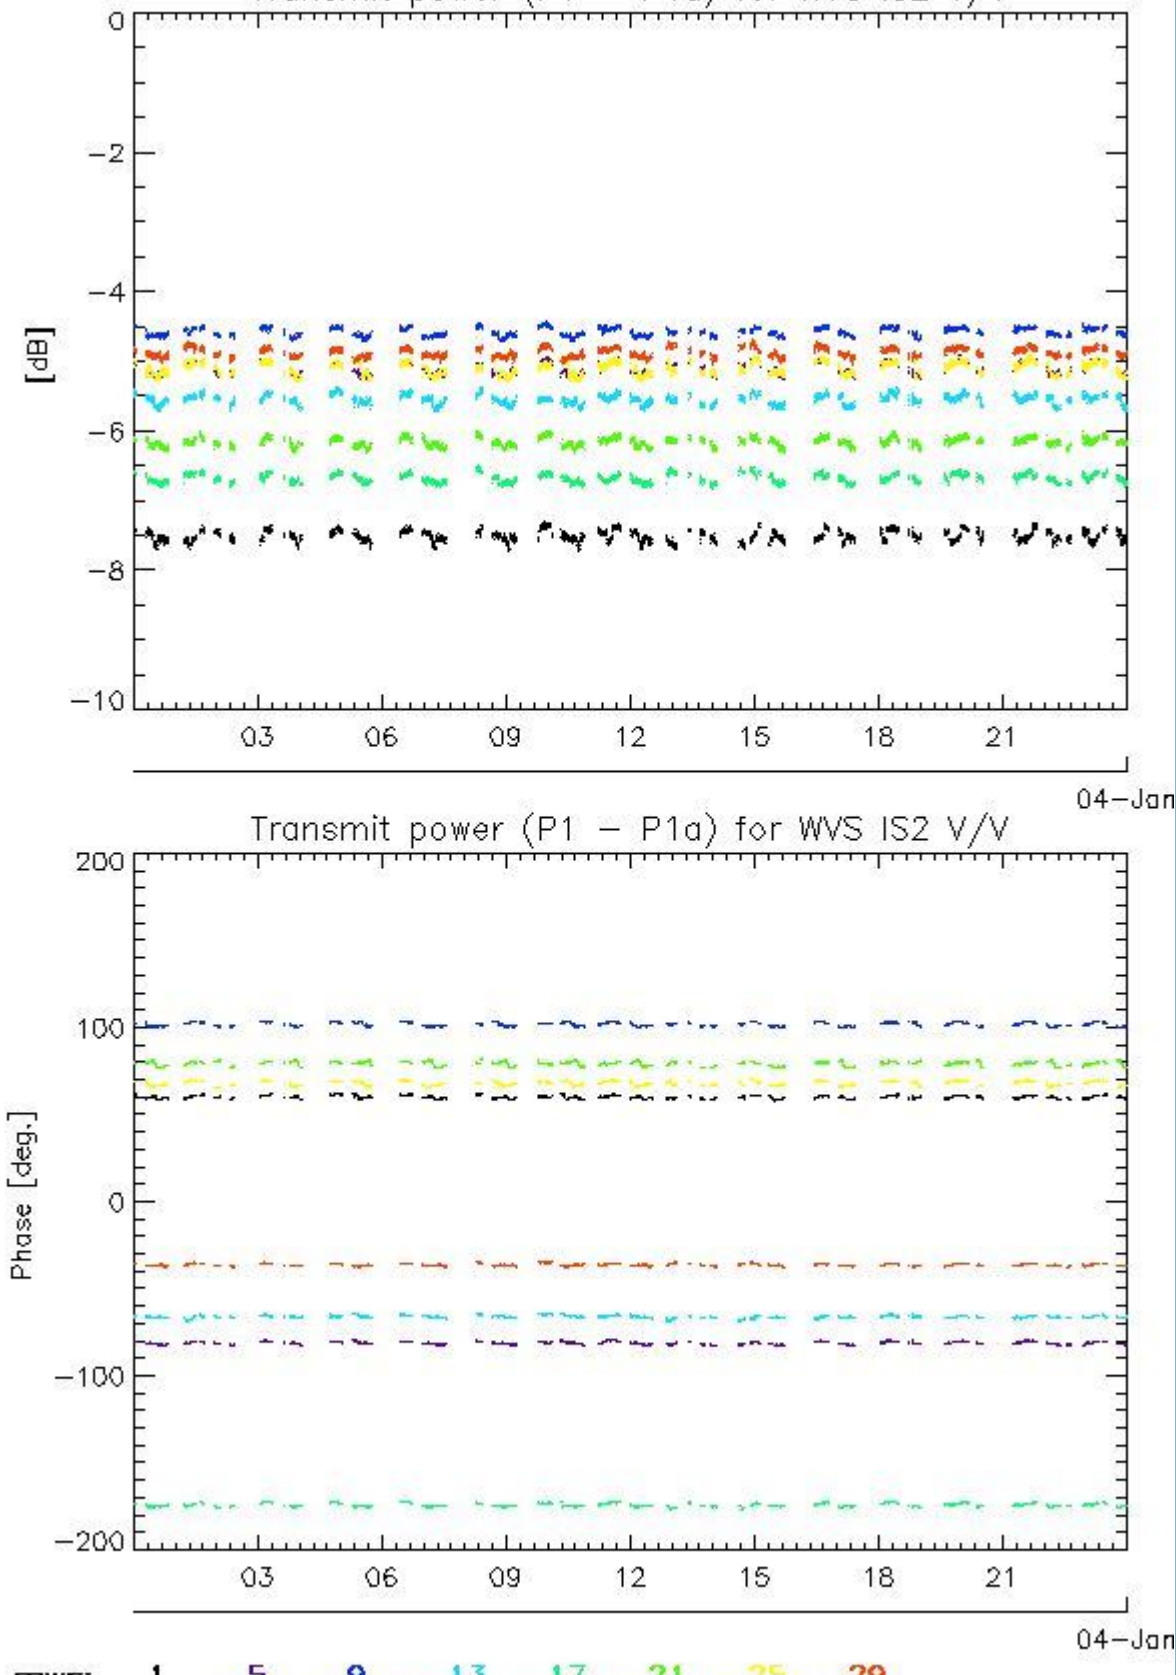 0
−2
−4
[dB]
−6
−8
−10
03 06 09 12 15 18 21
04−Jan
Transmit power (P1 − P1a) for WVS IS2 V/V
200
100
Phase [deg.]
0
−100
−200
03 06 09 12 15 18 21
04−Jan
1 5 9 13 17 21 25 29